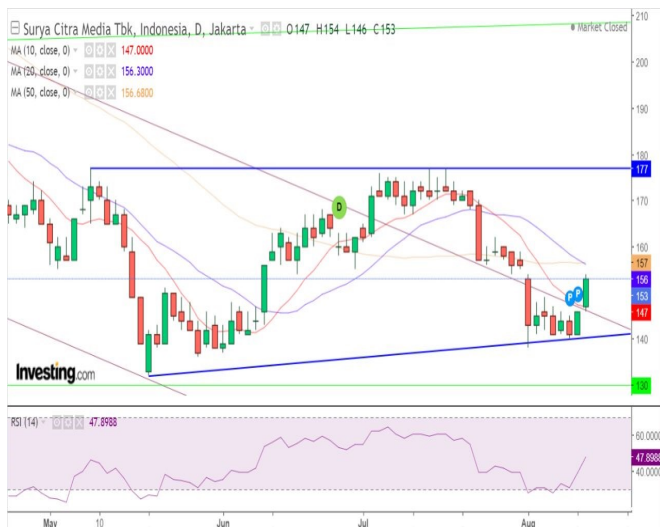 Surya Citra Media Tbk, Indonesia, D, Jakarta O147 H154 L146 C153
Market Closed
MA (10, close, 0) 147.0000
MA (20, close, 0) 156.3000
MA (50, close, 0) 156.6800
210
200
190
180
177
170
160
157
156
153
147
140
130
D
P P
Investing.com
RSI (14) 47.8988
60.0000
47.8988
40.0000
May 10 Jun Jul Aug